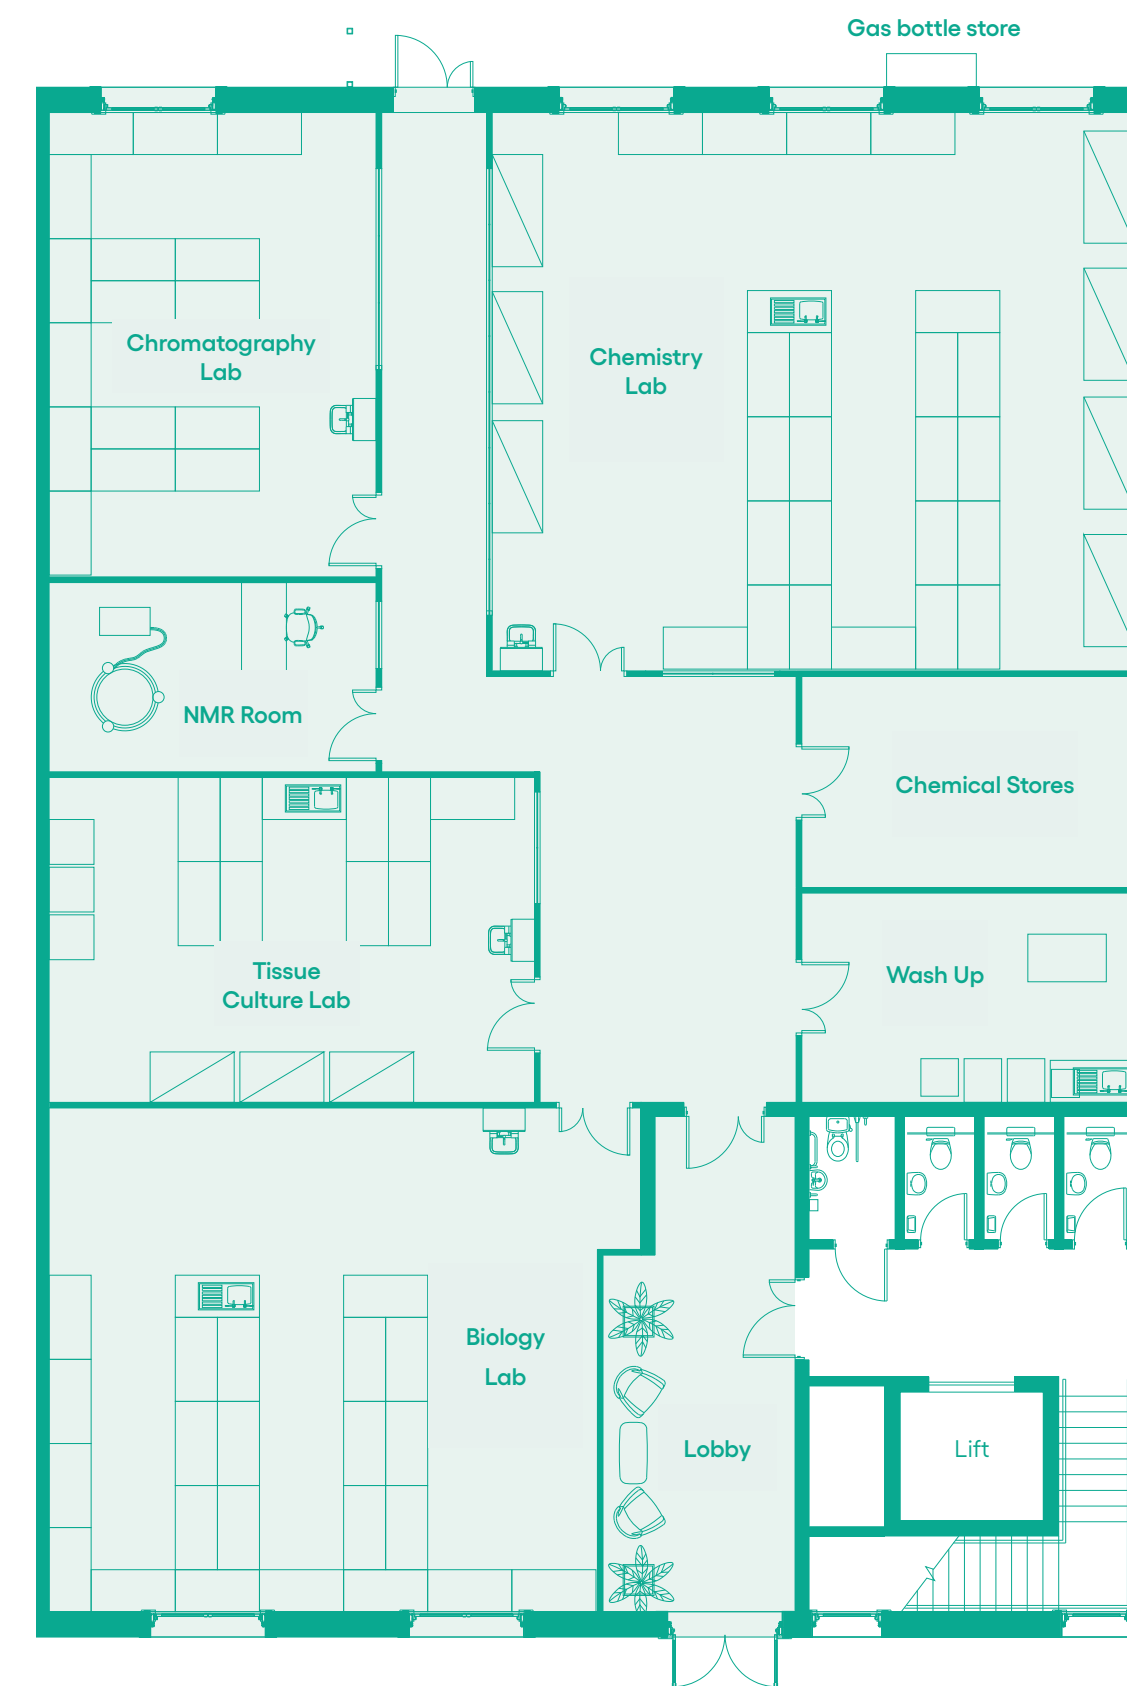 Gas bottle store
Chromatography
Lab
Chemistry
Lab
NMR Room
Chemical Stores
Tissue
Culture Lab
Wash Up
Biology
Lab
Lobby
Lift